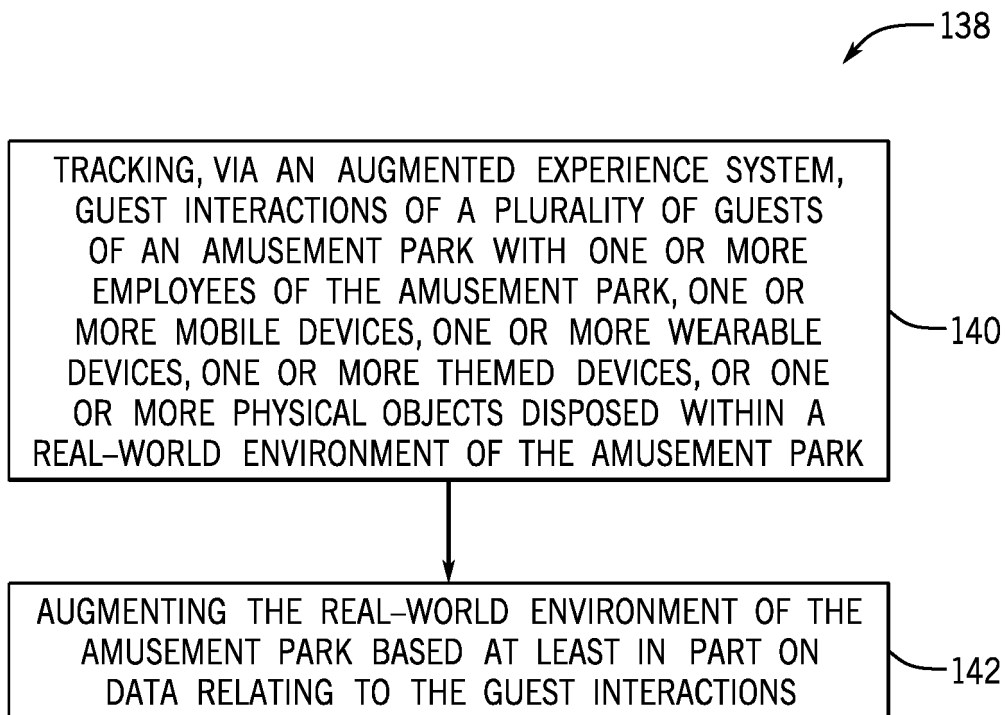 138
TRACKING, VIA AN AUGMENTED EXPERIENCE SYSTEM,
GUEST INTERACTIONS OF A PLURALITY OF GUESTS
OF AN AMUSEMENT PARK WITH ONE OR MORE
EMPLOYEES OF THE AMUSEMENT PARK, ONE OR
MORE MOBILE DEVICES, ONE OR MORE WEARABLE
DEVICES, ONE OR MORE THEMED DEVICES, OR ONE
OR MORE PHYSICAL OBJECTS DISPOSED WITHIN A
REAL–WORLD ENVIRONMENT OF THE AMUSEMENT PARK
140
AUGMENTING THE REAL–WORLD ENVIRONMENT OF THE
AMUSEMENT PARK BASED AT LEAST IN PART ON
DATA RELATING TO THE GUEST INTERACTIONS
142